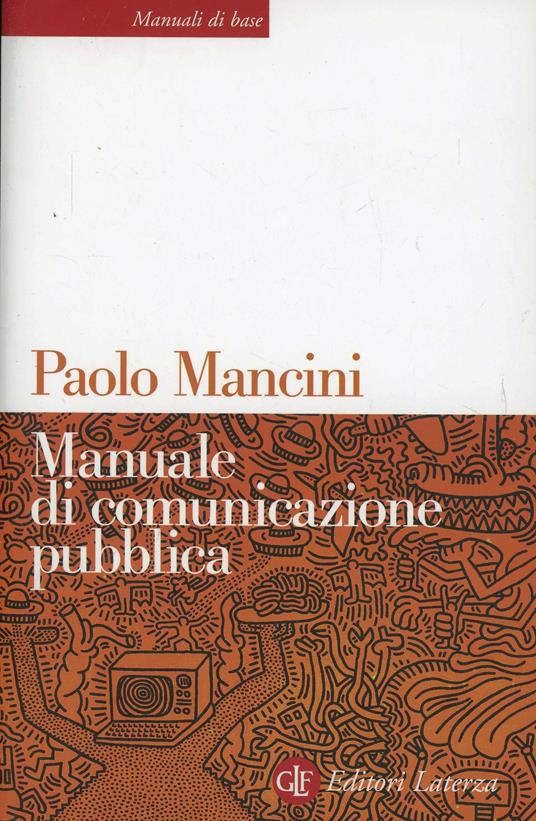 Manuali di base
Paolo Mancini
Manuale
di comunicazione
pubblica
GLF Editori Laterza